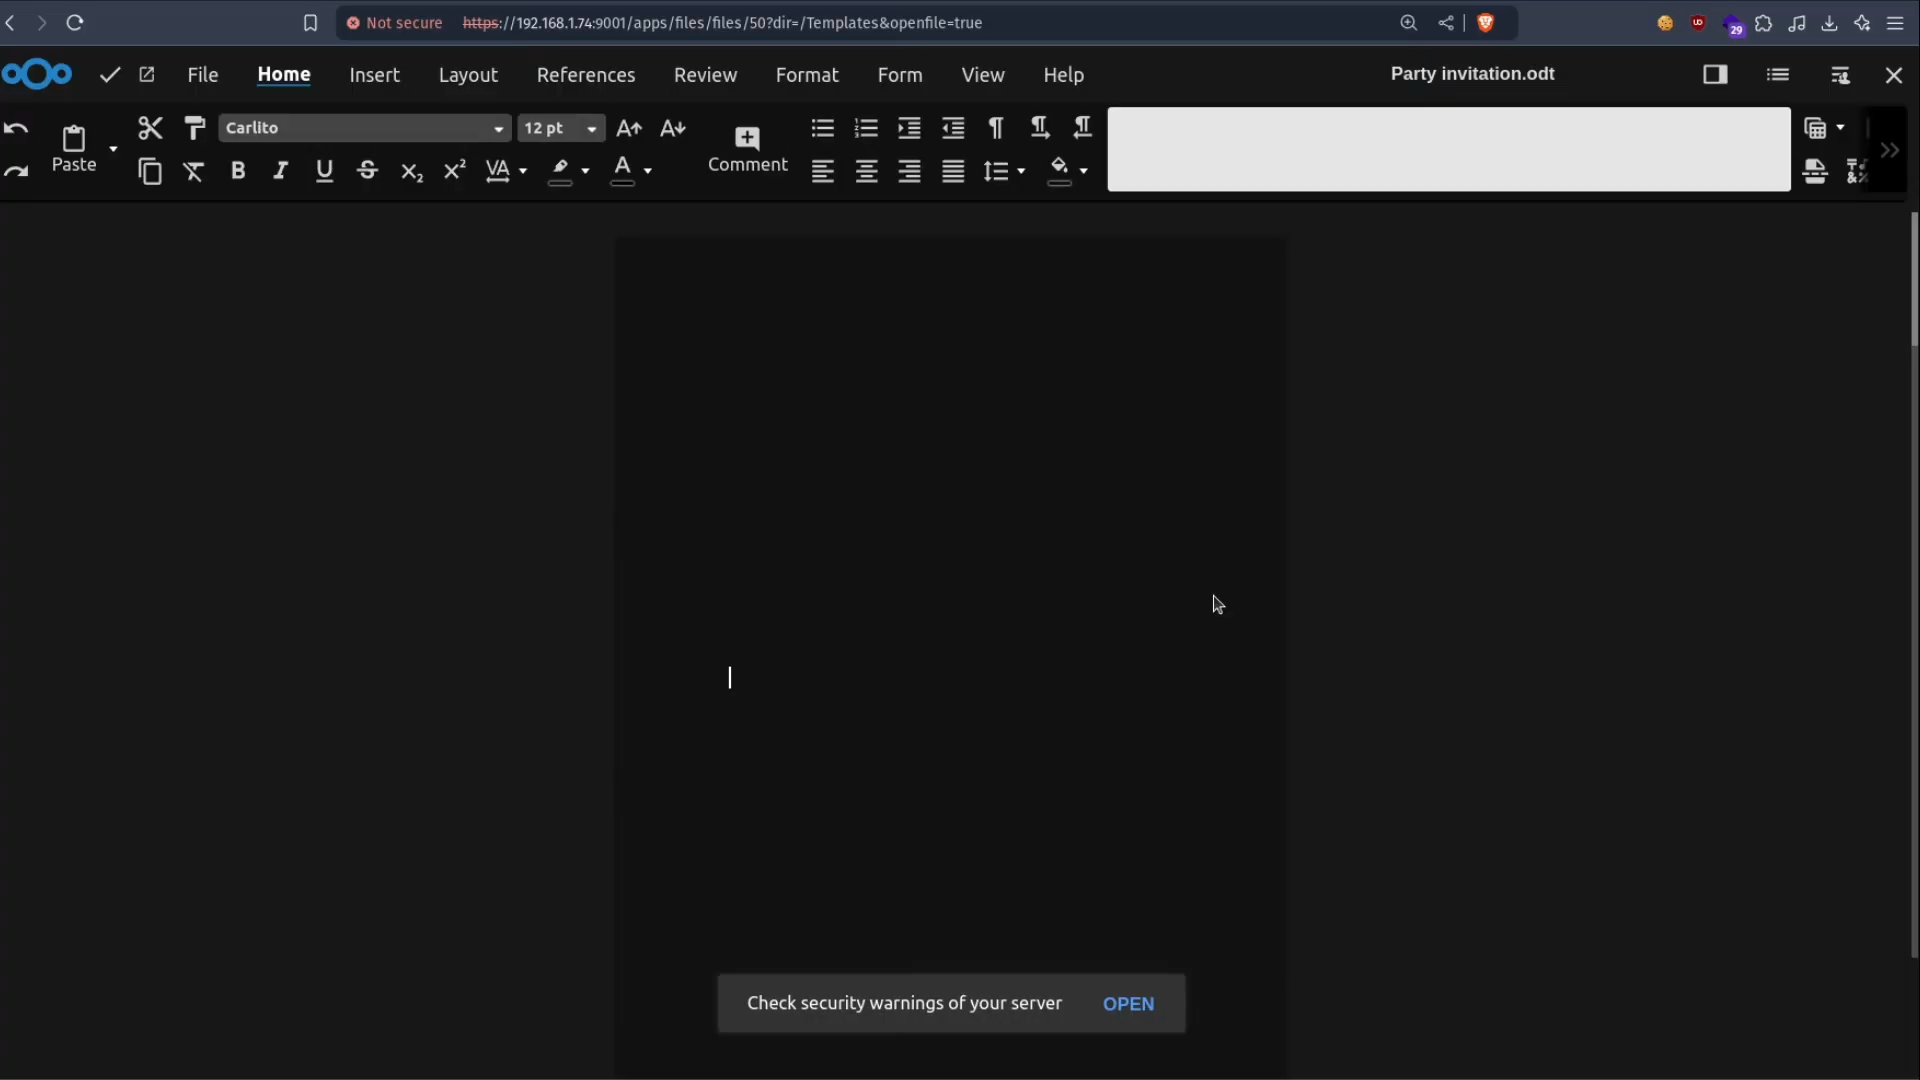 Not secure https://192.168.1.74:9001/apps/files/files/50?dir=/Templates&openfile=true
29
File Home Insert Layout References Review Format Form View Help Party invitation.odt
Carlito 12 pt
Paste Comment
Check security warnings of your server OPEN